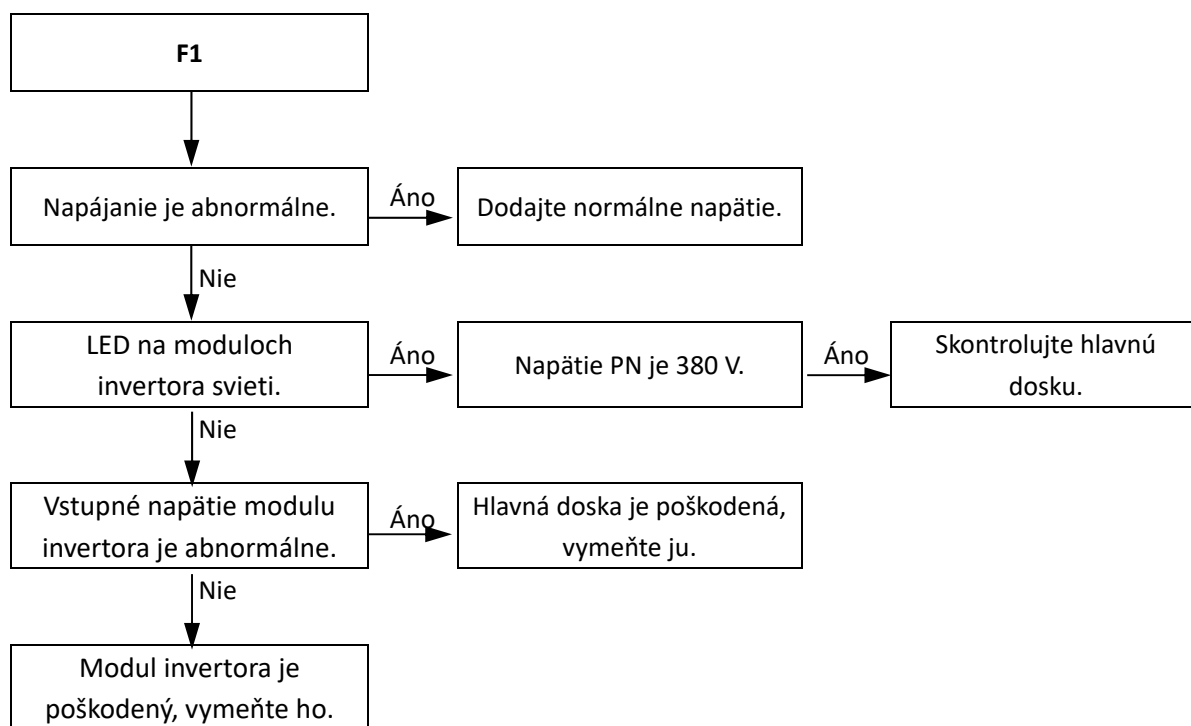 F1
Napájanie je abnormálne.
Áno
Dodajte normálne napätie.
Nie
LED na moduloch
invertora svieti.
Áno
Napätie PN je 380 V.
Áno
Skontrolujte hlavnú
dosku.
Nie
Vstupné napätie modulu
invertora je abnormálne.
Áno
Hlavná doska je poškodená,
vymeňte ju.
Nie
Modul invertora je
poškodený, vymeňte ho.